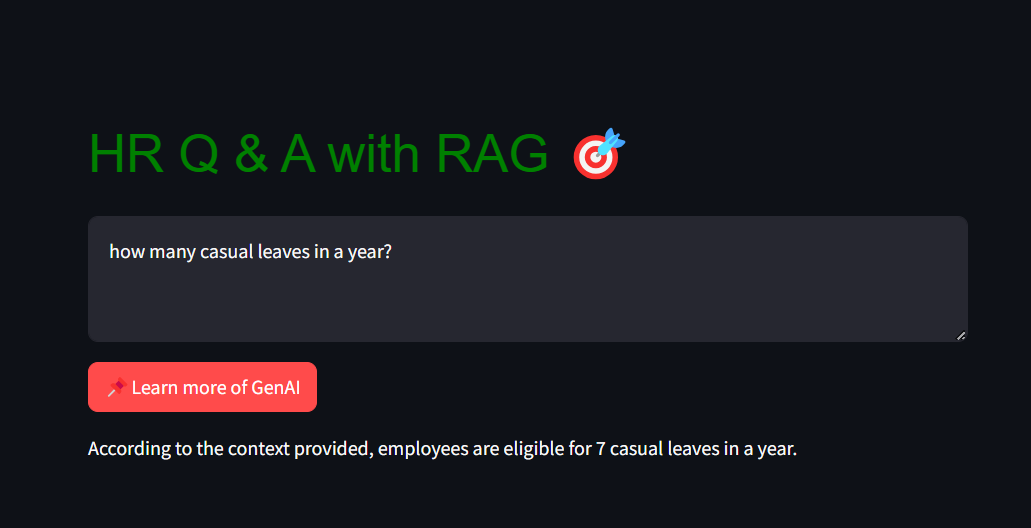 HR Q & A with RAG 🎯
how many casual leaves in a year?
📌Learn more of GenAI
According to the context provided, employees are eligible for 7 casual leaves in a year.